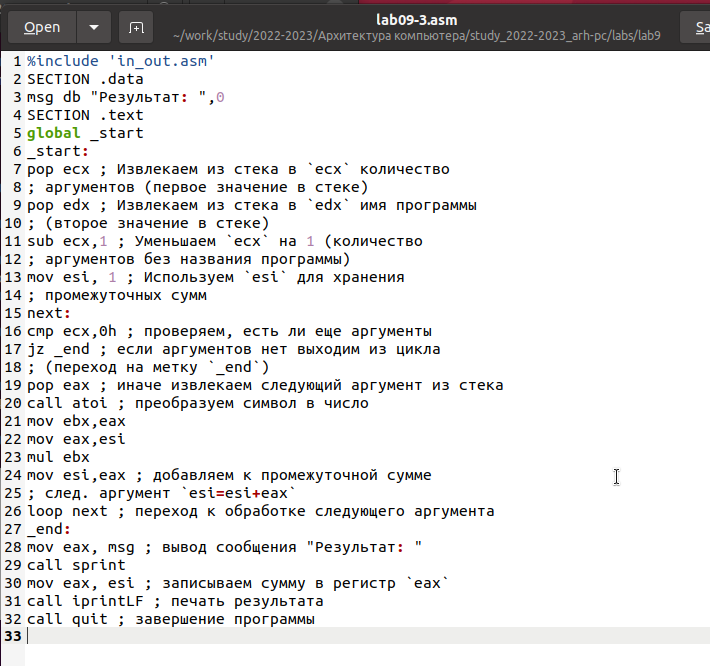 Open
lab09-3.asm
~/work/study/2022-2023/Архитектура компьютера/study_2022-2023_arh-pc/labs/lab9
Sa
1 %include 'in_out.asm'
2 SECTION .data
3 msg db "Результат: ",0
4 SECTION .text
5 global _start
6 _start:
7 pop ecx ; Извлекаем из стека в `ecx` количество
8 ; аргументов (первое значение в стеке)
9 pop edx ; Извлекаем из стека в `edx` имя программы
10 ; (второе значение в стеке)
11 sub ecx,1 ; Уменьшаем `ecx` на 1 (количество
12 ; аргументов без названия программы)
13 mov esi, 1 ; Используем `esi` для хранения
14 ; промежуточных сумм
15 next:
16 cmp ecx,0h ; проверяем, есть ли еще аргументы
17 jz _end ; если аргументов нет выходим из цикла
18 ; (переход на метку `_end`)
19 pop eax ; иначе извлекаем следующий аргумент из стека
20 call atoi ; преобразуем символ в число
21 mov ebx,eax
22 mov eax,esi
23 mul ebx
24 mov esi,eax ; добавляем к промежуточной сумме
25 ; след. аргумент `esi=esi+eax`
26 loop next ; переход к обработке следующего аргумента
27 _end:
28 mov eax, msg ; вывод сообщения "Результат: "
29 call sprint
30 mov eax, esi ; записываем сумму в регистр `eax`
31 call iprintLF ; печать результата
32 call quit ; завершение программы
33